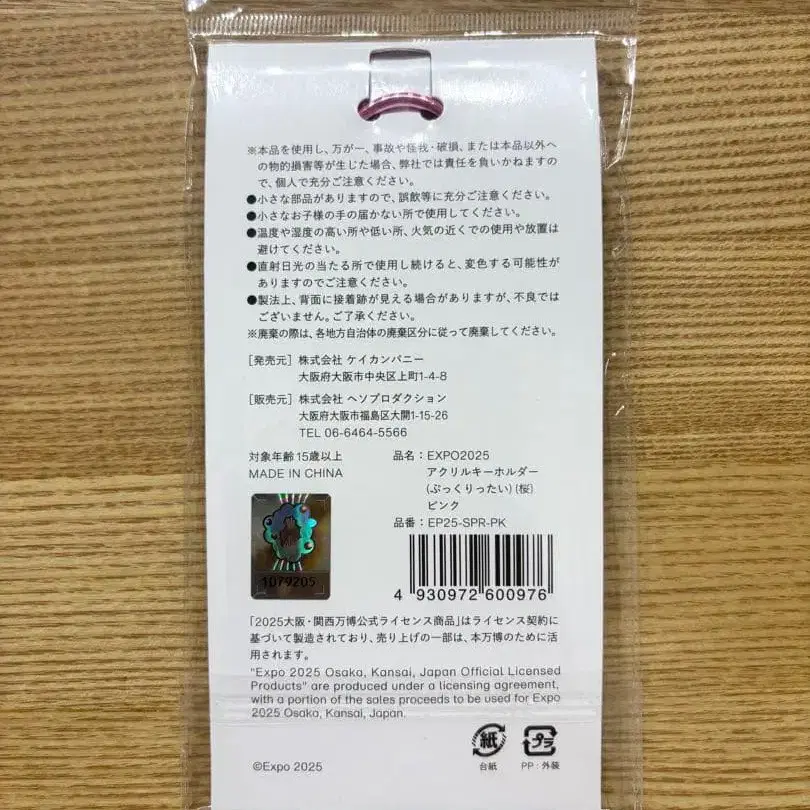 ※本品を使用し、万が一、事故や怪我・破損、または本品以外へ
の物的損害等が生じた場合、弊社では責任を負いかねますの
で、個人で充分ご注意ください。
●小さな部品がありますので、誤飲等に充分ご注意ください。
●小さなお子様の手の届かない所で使用してください。
●温度や湿度の高い所や低い所、火気の近くでの使用や放置は
避けてください。
●直射日光の当たる所で使用し続けると、変色する可能性が
ありますのでご注意ください。
●製法上、背面に接着跡が見える場合がありますが、不良では
ございません。ご了承ください。
※廃棄の際は、各地方自治体の廃棄区分に従って廃棄してください。
［発売元］ 株式会社 ケイカンパニー
大阪府大阪市中央区上町1-4-8
［販売元］ 株式会社 ヘソプロダクション
大阪府大阪市福島区大開1-15-26
TEL 06-6464-5566
対象年齢 15歳以上
MADE IN CHINA
品名：EXPO2025
アクリルキーホルダー
(ぷっくりったい) (桜)
ピンク
品番：EP25-SPR-PK
1079205
4 930972 600976
「2025大阪・関西万博公式ライセンス商品」はライセンス契約に
基づいて製造されており、売り上げの一部は、本万博のために活
用されます。
"Expo 2025 Osaka, Kansai, Japan Official Licensed
Products" are produced under a licensing agreement,
with a portion of the sales proceeds to be used for Expo
2025 Osaka, Kansai, Japan.
紙
台紙
プラ
PP：外装
©Expo 2025